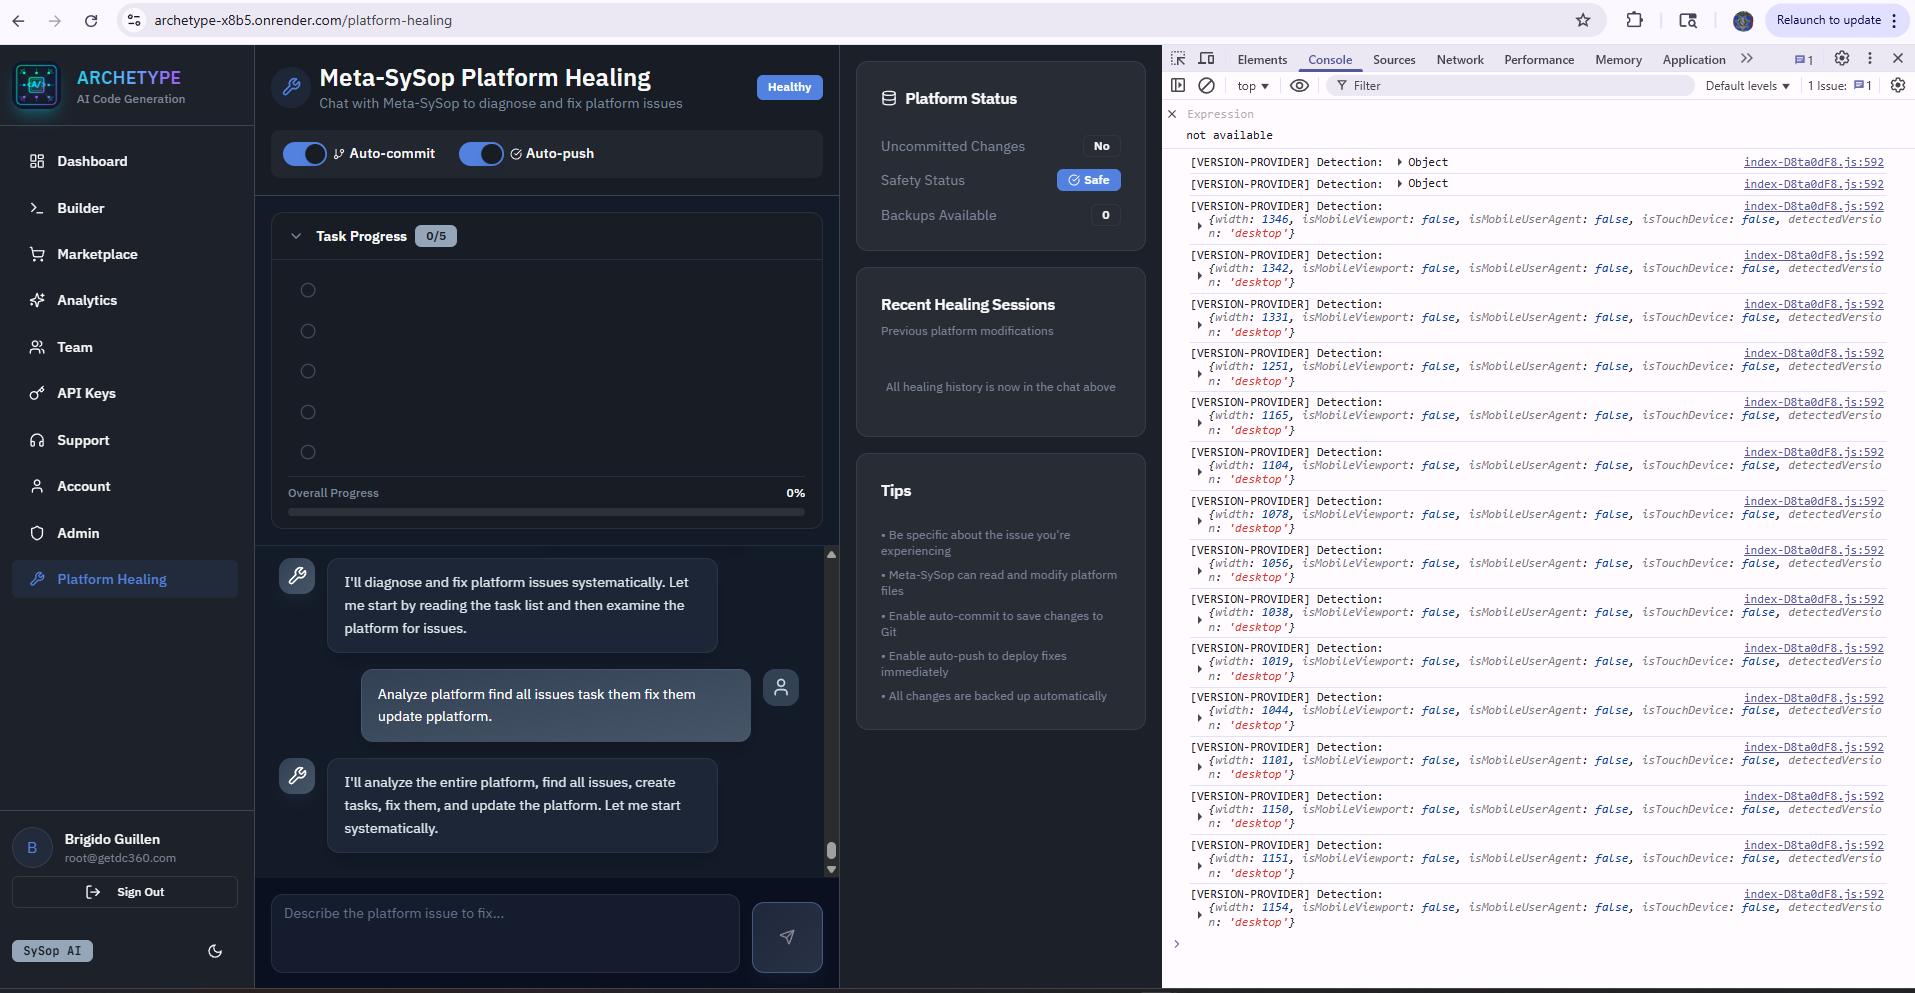 archetype-x8b5.onrender.com/platform-healing
Relaunch to update
ARCHETYPE
AI Code Generation
Dashboard
Builder
Marketplace
Analytics
Team
API Keys
Support
Account
Admin
Platform Healing
B
Brigido Guillen
root@getdc360.com
Sign Out
SySop AI
Meta-SySop Platform Healing
Chat with Meta-SySop to diagnose and fix platform issues
Healthy
Auto-commit
Auto-push
Task Progress 0/5
Overall Progress 0%
I'll diagnose and fix platform issues systematically. Let
me start by reading the task list and then examine the
platform for issues.
Analyze platform find all issues task them fix them
update pplatform.
I'll analyze the entire platform, find all issues, create
tasks, fix them, and update the platform. Let me start
systematically.
Describe the platform issue to fix...
Platform Status
Uncommitted Changes No
Safety Status Safe
Backups Available 0
Recent Healing Sessions
Previous platform modifications
All healing history is now in the chat above
Tips
• Be specific about the issue you're
experiencing
• Meta-SySop can read and modify platform
files
• Enable auto-commit to save changes to
Git
• Enable auto-push to deploy fixes
immediately
• All changes are backed up automatically
Elements Console Sources Network Performance Memory Application 1
top Filter Default levels 1 Issue: 1
Expression
not available
[VERSION-PROVIDER] Detection: Object index-D8ta0dF8.js:592
[VERSION-PROVIDER] Detection: Object index-D8ta0dF8.js:592
[VERSION-PROVIDER] Detection: index-D8ta0dF8.js:592
{width: 1346, isMobileViewport: false, isMobileUserAgent: false, isTouchDevice: false, detectedVersio
n: 'desktop'}
[VERSION-PROVIDER] Detection: index-D8ta0dF8.js:592
{width: 1342, isMobileViewport: false, isMobileUserAgent: false, isTouchDevice: false, detectedVersio
n: 'desktop'}
[VERSION-PROVIDER] Detection: index-D8ta0dF8.js:592
{width: 1331, isMobileViewport: false, isMobileUserAgent: false, isTouchDevice: false, detectedVersio
n: 'desktop'}
[VERSION-PROVIDER] Detection: index-D8ta0dF8.js:592
{width: 1251, isMobileViewport: false, isMobileUserAgent: false, isTouchDevice: false, detectedVersio
n: 'desktop'}
[VERSION-PROVIDER] Detection: index-D8ta0dF8.js:592
{width: 1165, isMobileViewport: false, isMobileUserAgent: false, isTouchDevice: false, detectedVersio
n: 'desktop'}
[VERSION-PROVIDER] Detection: index-D8ta0dF8.js:592
{width: 1104, isMobileViewport: false, isMobileUserAgent: false, isTouchDevice: false, detectedVersio
n: 'desktop'}
[VERSION-PROVIDER] Detection: index-D8ta0dF8.js:592
{width: 1078, isMobileViewport: false, isMobileUserAgent: false, isTouchDevice: false, detectedVersio
n: 'desktop'}
[VERSION-PROVIDER] Detection: index-D8ta0dF8.js:592
{width: 1056, isMobileViewport: false, isMobileUserAgent: false, isTouchDevice: false, detectedVersio
n: 'desktop'}
[VERSION-PROVIDER] Detection: index-D8ta0dF8.js:592
{width: 1038, isMobileViewport: false, isMobileUserAgent: false, isTouchDevice: false, detectedVersio
n: 'desktop'}
[VERSION-PROVIDER] Detection: index-D8ta0dF8.js:592
{width: 1019, isMobileViewport: false, isMobileUserAgent: false, isTouchDevice: false, detectedVersio
n: 'desktop'}
[VERSION-PROVIDER] Detection: index-D8ta0dF8.js:592
{width: 1044, isMobileViewport: false, isMobileUserAgent: false, isTouchDevice: false, detectedVersio
n: 'desktop'}
[VERSION-PROVIDER] Detection: index-D8ta0dF8.js:592
{width: 1101, isMobileViewport: false, isMobileUserAgent: false, isTouchDevice: false, detectedVersio
n: 'desktop'}
[VERSION-PROVIDER] Detection: index-D8ta0dF8.js:592
{width: 1150, isMobileViewport: false, isMobileUserAgent: false, isTouchDevice: false, detectedVersio
n: 'desktop'}
[VERSION-PROVIDER] Detection: index-D8ta0dF8.js:592
{width: 1151, isMobileViewport: false, isMobileUserAgent: false, isTouchDevice: false, detectedVersio
n: 'desktop'}
[VERSION-PROVIDER] Detection: index-D8ta0dF8.js:592
{width: 1154, isMobileViewport: false, isMobileUserAgent: false, isTouchDevice: false, detectedVersio
n: 'desktop'}